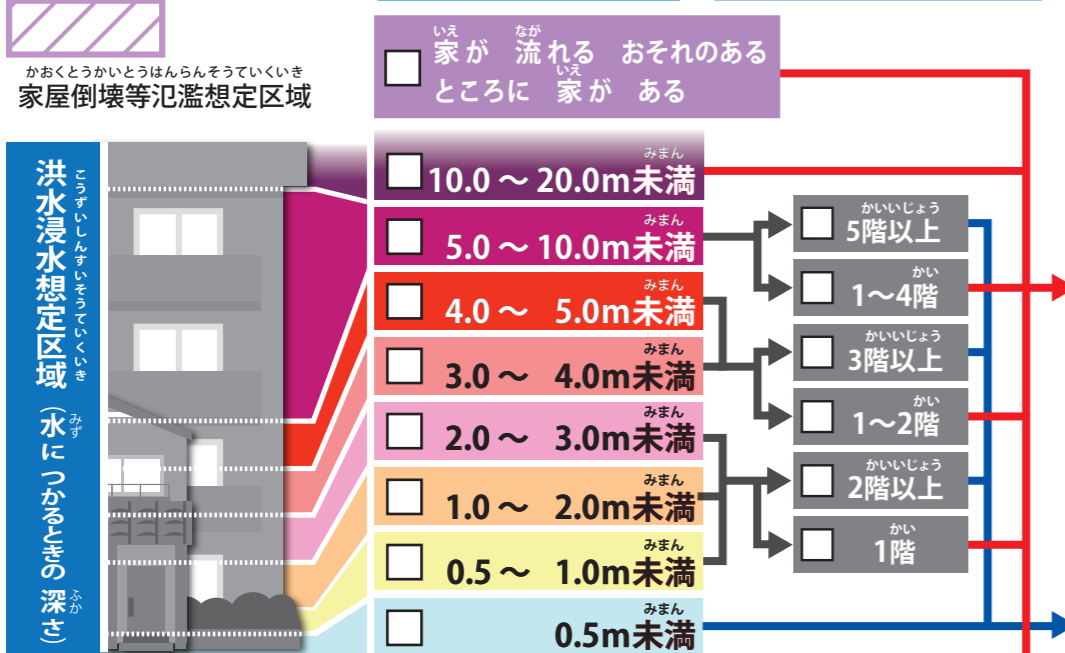 かおくとうかいとうはんらんそうていくいき
家屋倒壊等氾濫想定区域
いえ なが
家が 流れる おそれのある
いえ
ところに 家が ある
こうずいしんすいそうていくいき
洪水浸水想定区域
みず ふか
（水に つかるときの 深さ）
みまん
10.0～20.0m未満
みまん
5.0～10.0m未満
みまん
4.0～ 5.0m未満
みまん
3.0～ 4.0m未満
みまん
2.0～ 3.0m未満
みまん
1.0～ 2.0m未満
みまん
0.5～ 1.0m未満
みまん
0.5m未満
かいいじょう
5階以上
かい
1～4階
かいいじょう
3階以上
かい
1～2階
かいいじょう
2階以上
かい
1階